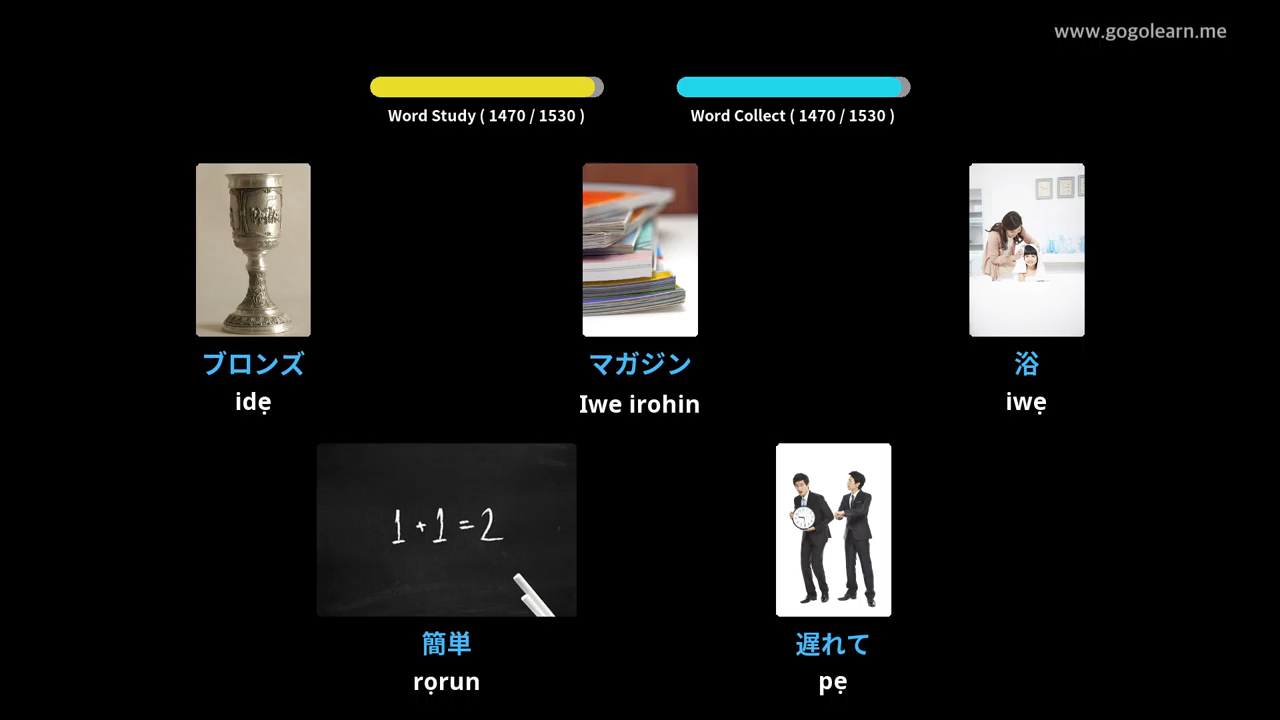 www.gogolearn.me
Word Study ( 1470 / 1530 )
Word Collect ( 1470 / 1530 )
ブロンズ
idẹ
マガジン
Iwe irohin
浴
iwẹ
1 + 1 = 2
簡単
rọrun
遅れて
pẹ